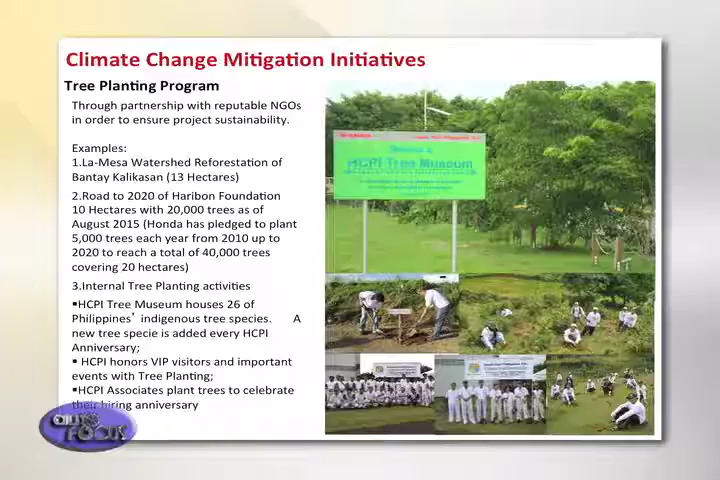 Climate Change Mitigation Initiatives
Tree Planting Program
Through partnership with reputable NGOs
in order to ensure project sustainability.
Examples:
1.La-Mesa Watershed Reforestation of
Bantay Kalikasan (13 Hectares)
2.Road to 2020 of Haribon Foundation
10 Hectares with 20,000 trees as of
August 2015 (Honda has pledged to plant
5,000 trees each year from 2010 up to
2020 to reach a total of 40,000 trees
covering 20 hectares)
3.Internal Tree Planting activities
▪HCPI Tree Museum houses 26 of
Philippines’ indigenous tree species. A
new tree specie is added every HCPI
Anniversary;
▪ HCPI honors VIP visitors and important
events with Tree Planting;
▪HCPI Associates plant trees to celebrate
their hiring anniversary
HCPI Tree Museum
FOCUS